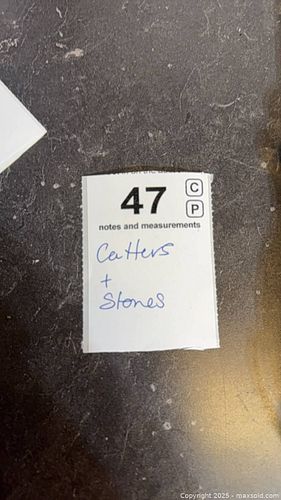 47
C
P
notes and measurements
Cutters
+
Stones
Copyright 2025 - maxsold.com